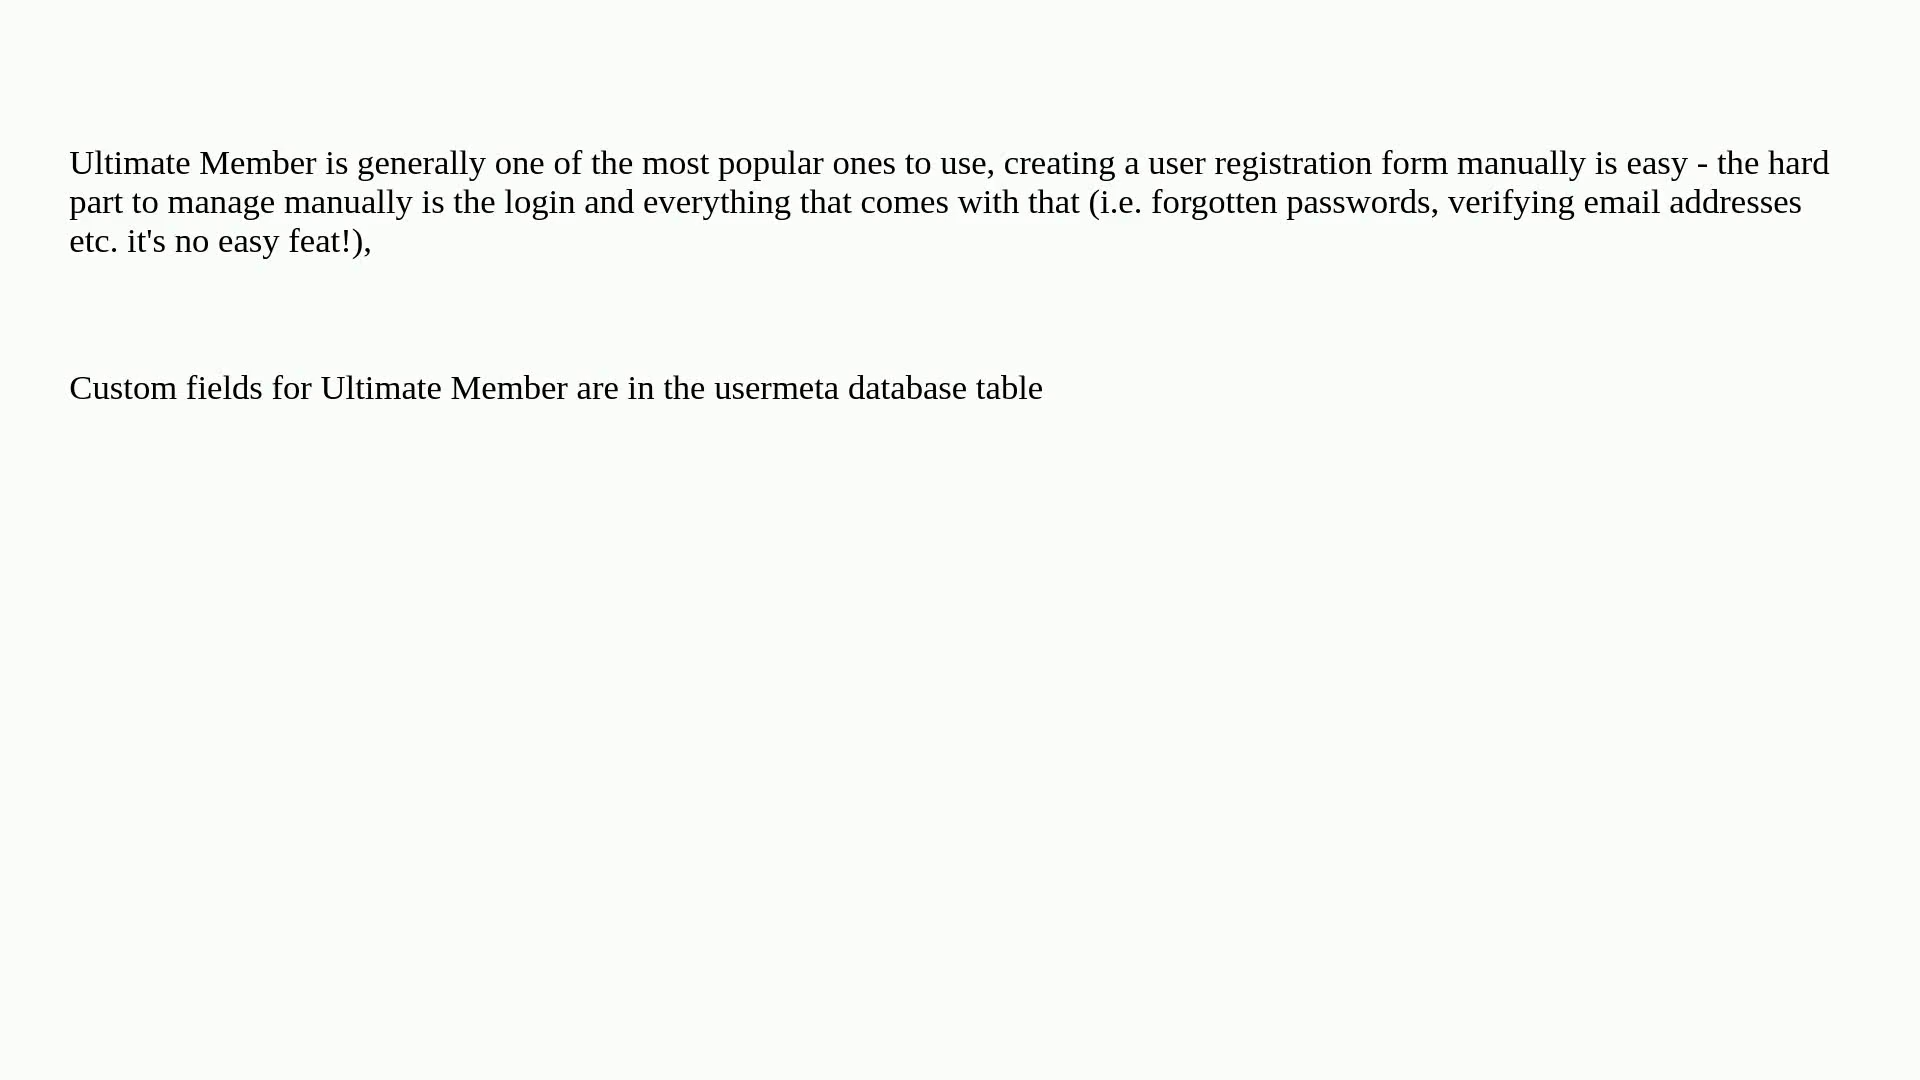 Ultimate Member is generally one of the most popular ones to use, creating a user registration form manually is easy - the hard
part to manage manually is the login and everything that comes with that (i.e. forgotten passwords, verifying email addresses
etc. it's no easy feat!),
Custom fields for Ultimate Member are in the usermeta database table